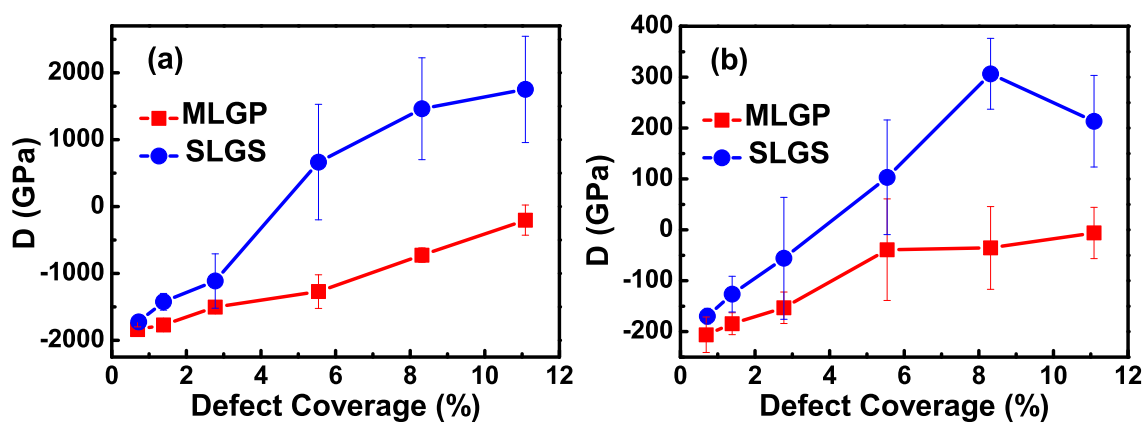 (a)
MLGP
SLGS
2000
1000
0
-1000
-2000
D (GPa)
0 2 4 6 8 10 12
Defect Coverage (%)
(b)
MLGP
SLGS
400
300
200
100
0
-100
-200
D (GPa)
0 2 4 6 8 10 12
Defect Coverage (%)